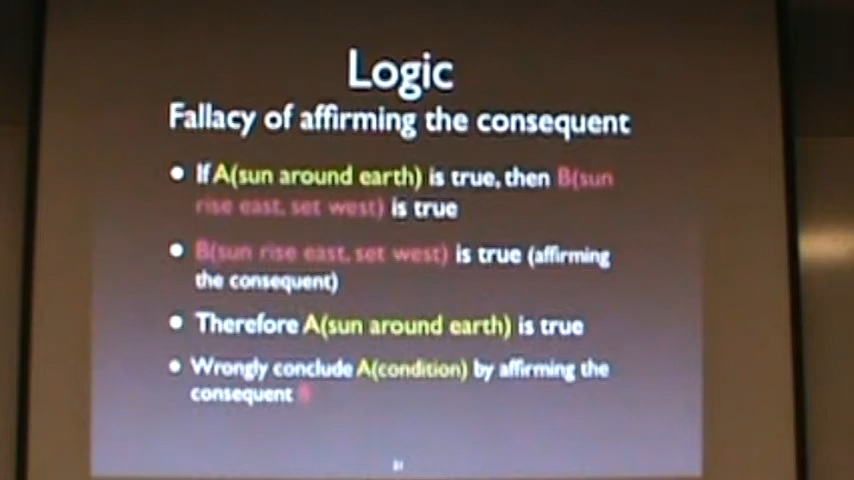 Logic
Fallacy of affirming the consequent
• If A(sun around earth) is true, then B(sun
rise east, set west) is true
• B(sun rise east, set west) is true (affirming
the consequent)
• Therefore A(sun around earth) is true
• Wrongly conclude A(condition) by affirming the
consequent B